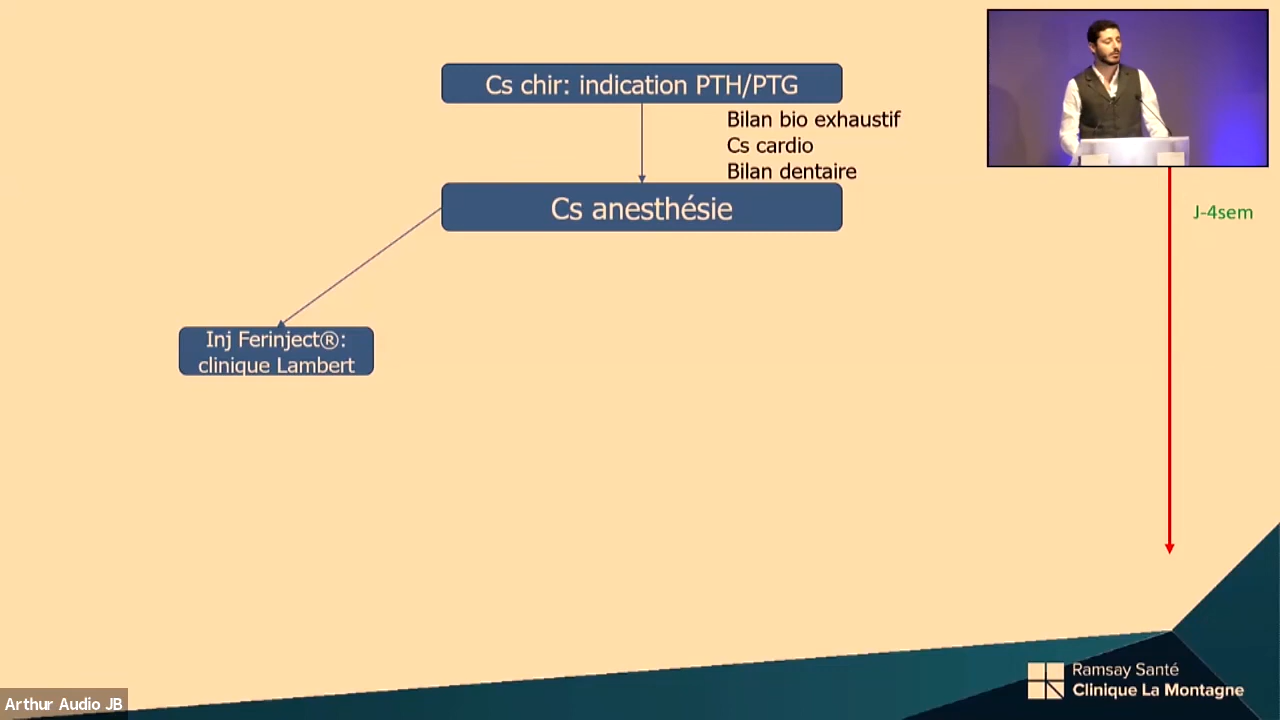 Cs chir: indication PTH/PTG
Bilan bio exhaustif
Cs cardio
Bilan dentaire
Cs anesthésie
J-4sem
Inj Ferinject®:
clinique Lambert
Ramsay Santé
Clinique La Montagne
Arthur Audio JB